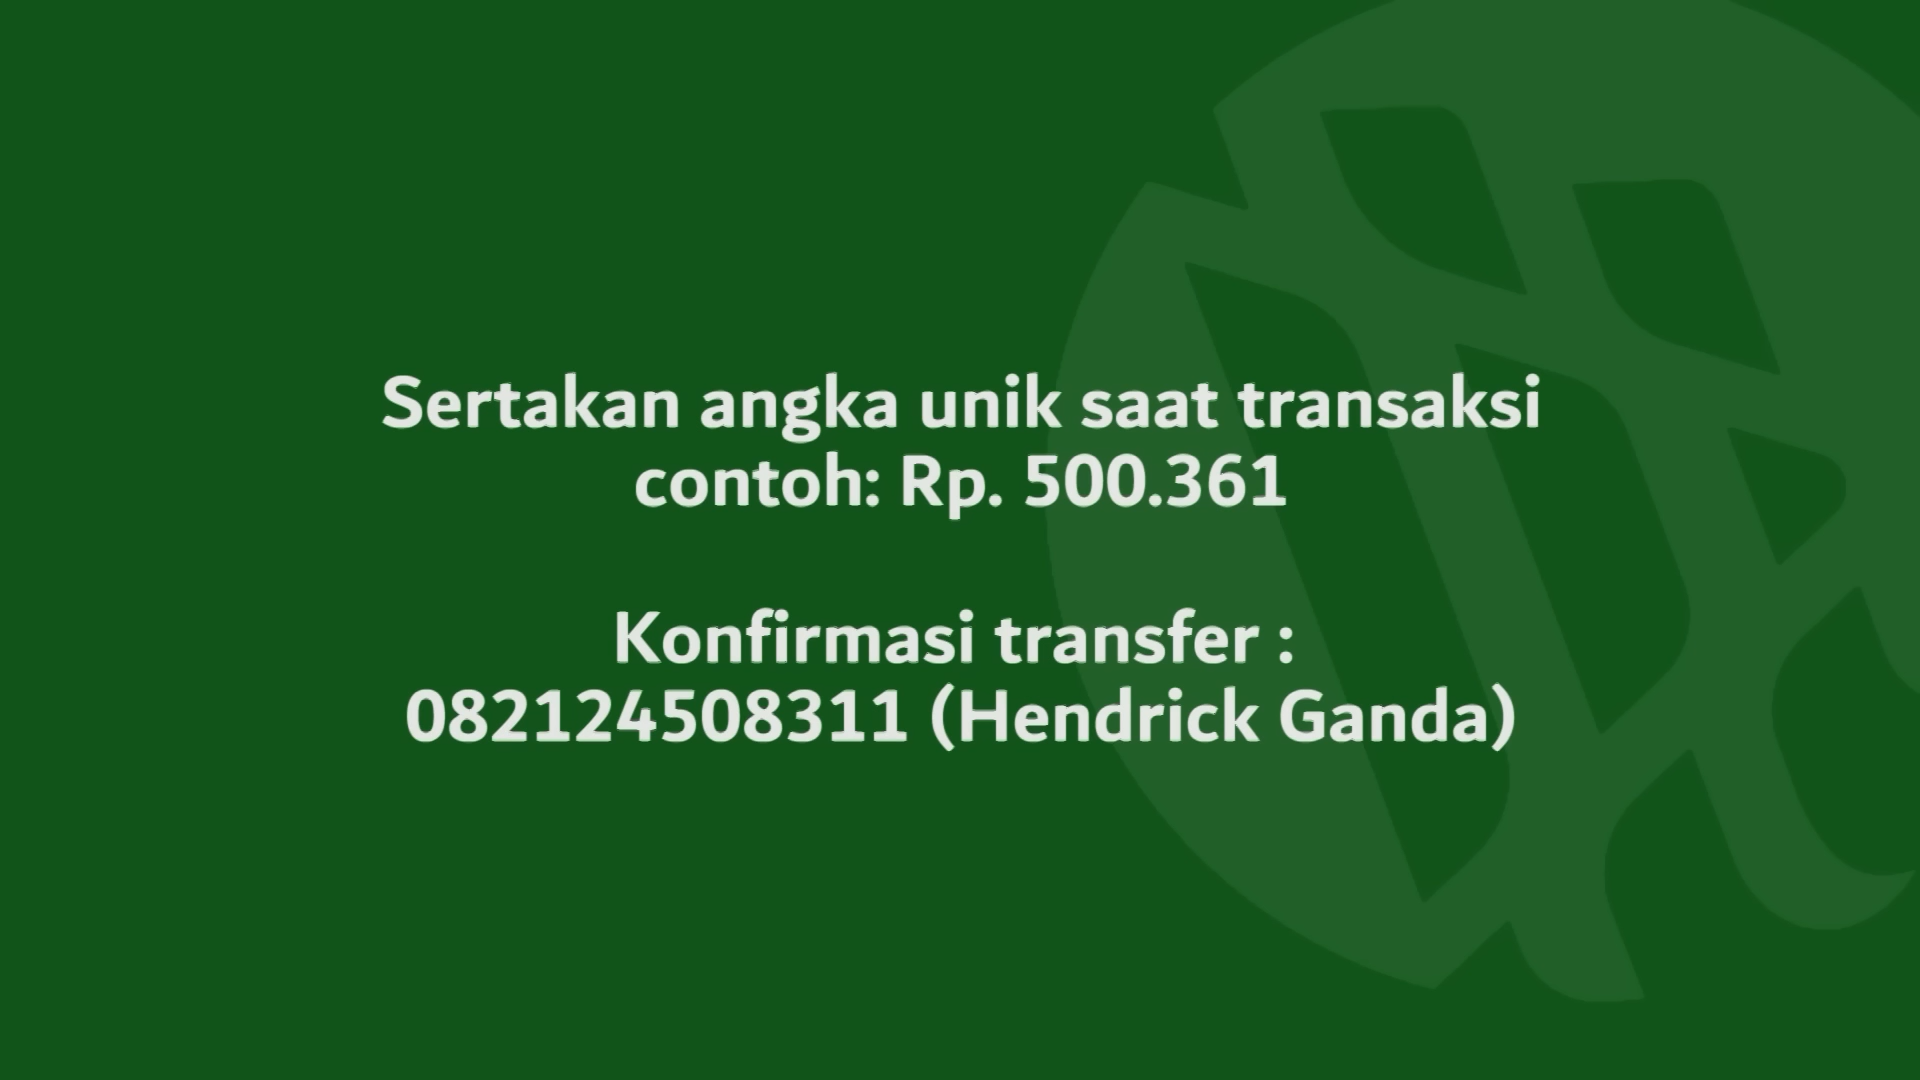 Sertakan angka unik saat transaksi
contoh: Rp. 500.361
Konfirmasi transfer :
082124508311 (Hendrick Ganda)